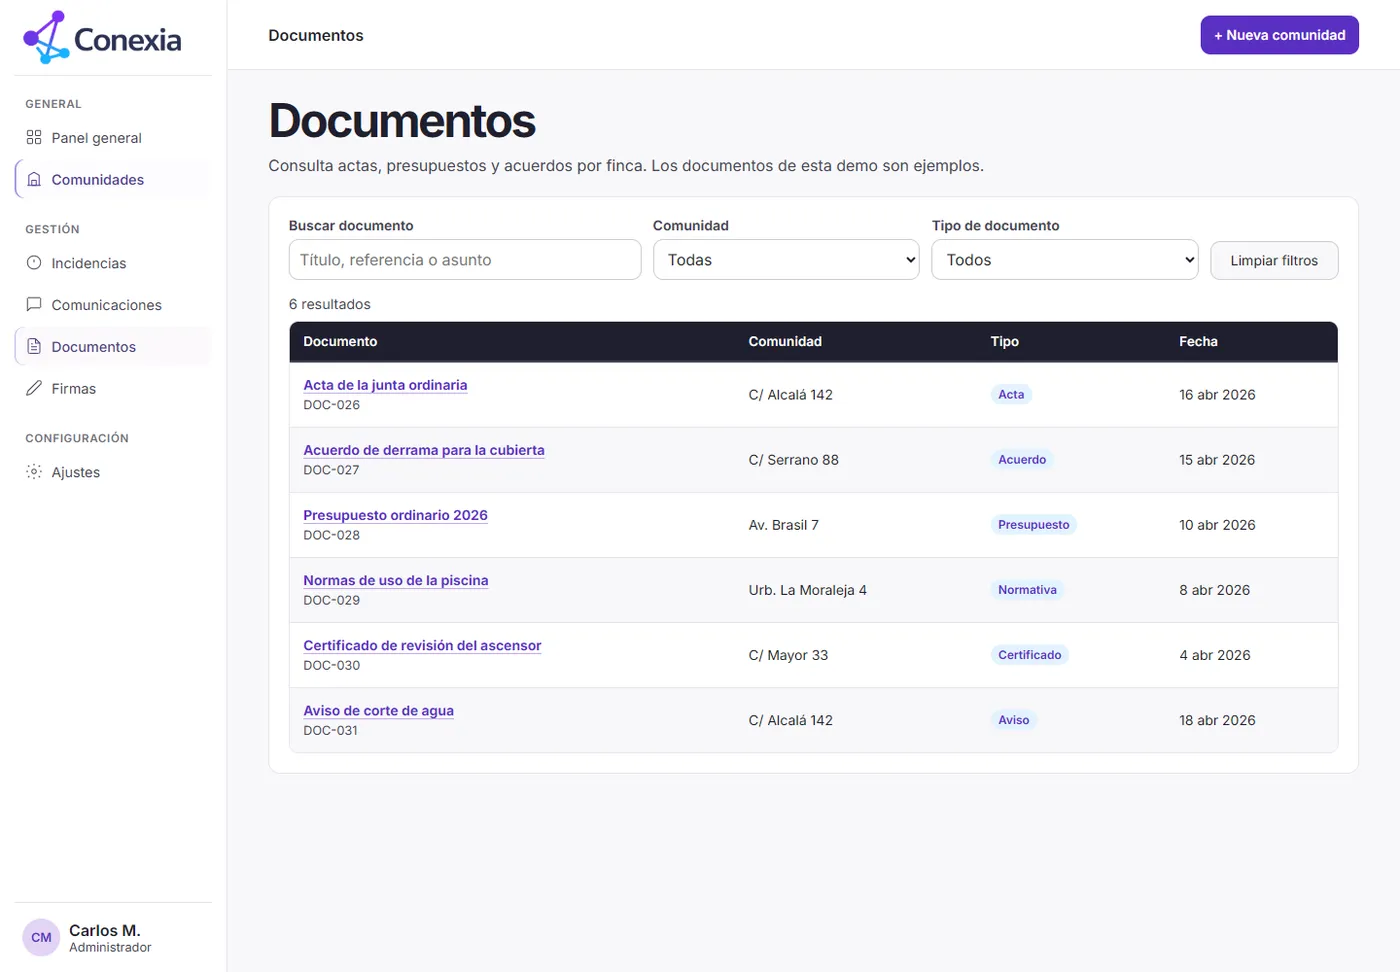 Conexia
GENERAL
Panel general
Comunidades
GESTIÓN
Incidencias
Comunicaciones
Documentos
Firmas
CONFIGURACIÓN
Ajustes
CM
Carlos M.
Administrador
Documentos
+ Nueva comunidad
Documentos
Consulta actas, presupuestos y acuerdos por finca. Los documentos de esta demo son ejemplos.
Buscar documento
Comunidad
Tipo de documento
Título, referencia o asunto
Todas
Todos
Limpiar filtros
6 resultados
Documento Comunidad Tipo Fecha
Acta de la junta ordinaria
DOC-026
C/ Alcalá 142
Acta
16 abr 2026
Acuerdo de derrama para la cubierta
DOC-027
C/ Serrano 88
Acuerdo
15 abr 2026
Presupuesto ordinario 2026
DOC-028
Av. Brasil 7
Presupuesto
10 abr 2026
Normas de uso de la piscina
DOC-029
Urb. La Moraleja 4
Normativa
8 abr 2026
Certificado de revisión del ascensor
DOC-030
C/ Mayor 33
Certificado
4 abr 2026
Aviso de corte de agua
DOC-031
C/ Alcalá 142
Aviso
18 abr 2026